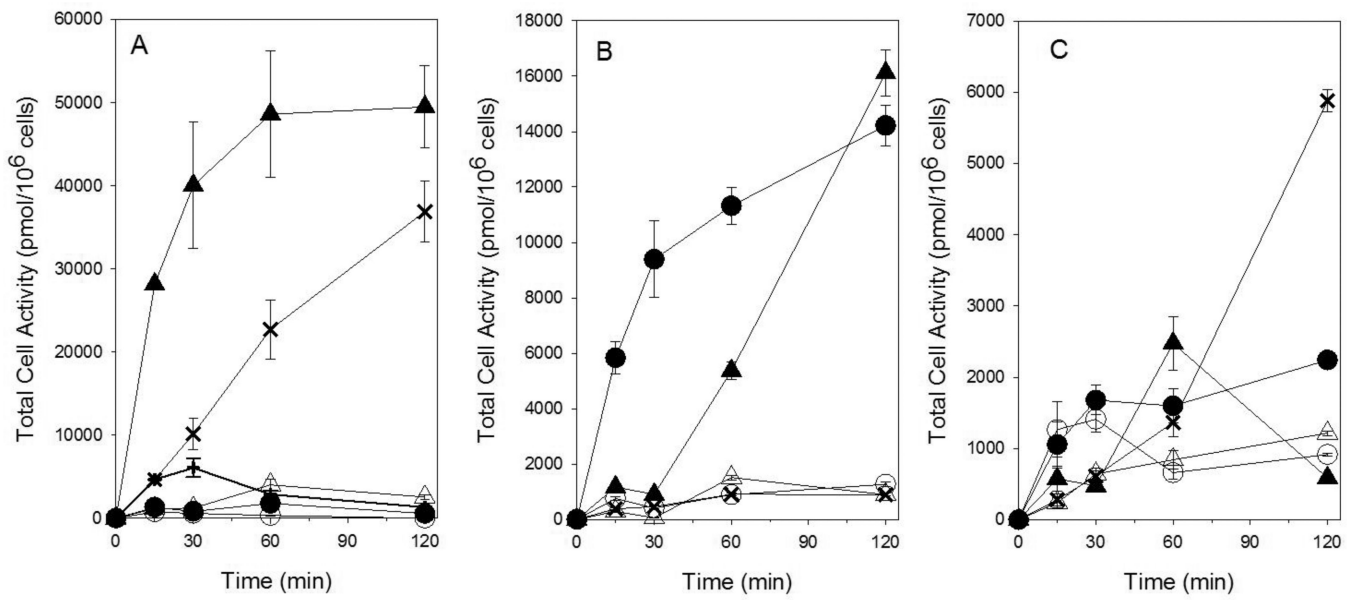 A
Total Cell Activity (pmol/10⁶ cells)
60000
50000
40000
30000
20000
10000
0
0 30 60 90 120
Time (min)
B
Total Cell Activity (pmol/10⁶ cells)
18000
16000
14000
12000
10000
8000
6000
4000
2000
0
0 30 60 90 120
Time (min)
C
Total Cell Activity (pmol/10⁶ cells)
7000
6000
5000
4000
3000
2000
1000
0
0 30 60 90 120
Time (min)